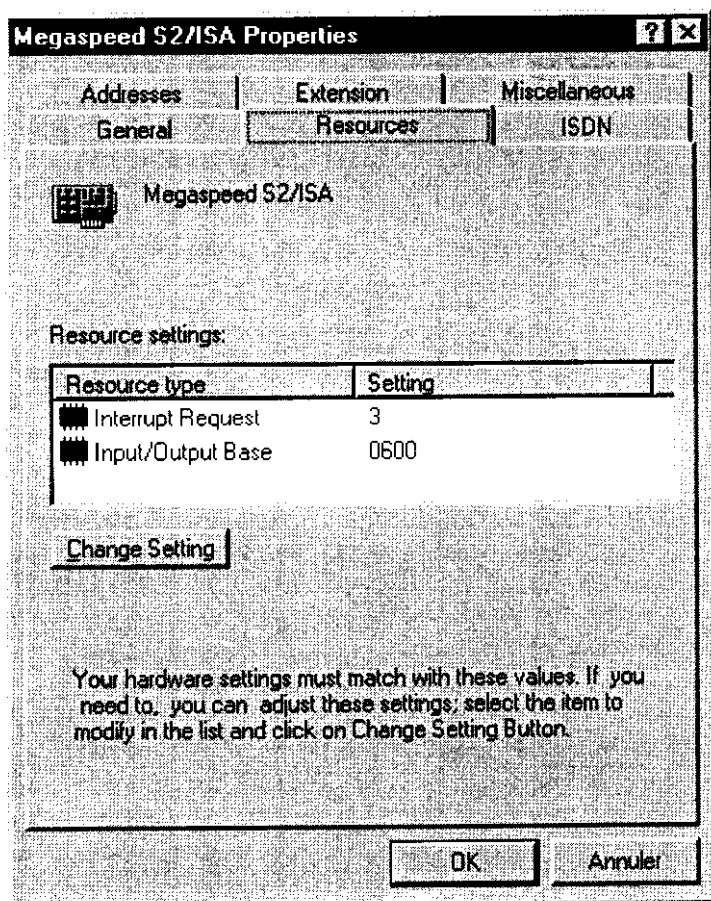 Megaspeed S2/ISA Properties
Addresses Extension Miscellaneous
General Resources ISDN
Megaspeed S2/ISA
Resource settings:
Resource type Setting
Interrupt Request 3
Input/Output Base 0600
Change Setting
Your hardware settings must match with these values. If you
need to, you can adjust these settings; select the item to
modify in the list and click on Change Setting Button.
OK Annuler